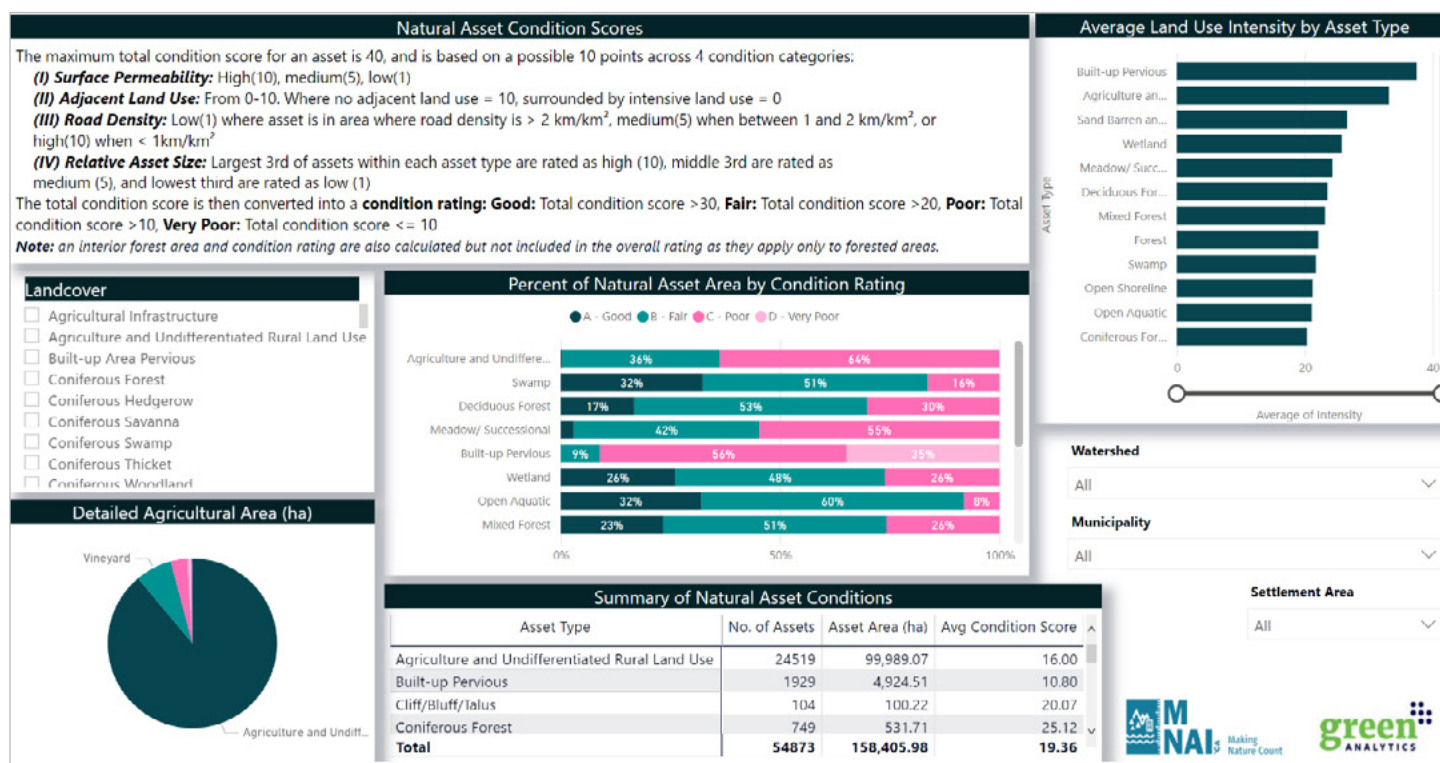 Natural Asset Condition Scores
The maximum total condition score for an asset is 40, and is based on a possible 10 points across 4 condition categories:
(I) Surface Permeability: High(10), medium(5), low(1)
(II) Adjacent Land Use: From 0-10. Where no adjacent land use = 10, surrounded by intensive land use = 0
(III) Road Density: Low(1) where asset is in area where road density is > 2 km/km², medium(5) when between 1 and 2 km/km², or
high(10) when < 1km/km²
(IV) Relative Asset Size: Largest 3rd of assets within each asset type are rated as high (10), middle 3rd are rated as
medium (5), and lowest third are rated as low (1)
The total condition score is then converted into a condition rating: Good: Total condition score >30, Fair: Total condition score >20, Poor: Total
condition score >10, Very Poor: Total condition score <= 10
Note: an interior forest area and condition rating are also calculated but not included in the overall rating as they apply only to forested areas.
Average Land Use Intensity by Asset Type
Asset Type
Built-up Pervious
Agriculture an...
Sand Barren an...
Wetland
Meadow/ Succ...
Deciduous For...
Mixed Forest
Forest
Swamp
Open Shoreline
Open Aquatic
Coniferous For...
0 20 40
Average of Intensity
Landcover
Agricultural Infrastructure
Agriculture and Undifferentiated Rural Land Use
Built-up Area Pervious
Coniferous Forest
Coniferous Hedgerow
Coniferous Savanna
Coniferous Swamp
Coniferous Thicket
Coniferous Woodland
Percent of Natural Asset Area by Condition Rating
A - Good B - Fair C - Poor D - Very Poor
Agriculture and Undiffere... 36% 64%
Swamp 32% 51% 16%
Deciduous Forest 17% 53% 30%
Meadow/ Successional 42% 55%
Built-up Pervious 9% 56% 35%
Wetland 26% 48% 26%
Open Aquatic 32% 60% 8%
Mixed Forest 23% 51% 26%
0% 50% 100%
Watershed
All
Municipality
All
Settlement Area
All
Detailed Agricultural Area (ha)
Vineyard
Agriculture and Undiff...
Summary of Natural Asset Conditions
Asset Type No. of Assets Asset Area (ha) Avg Condition Score
Agriculture and Undifferentiated Rural Land Use 24519 99,989.07 16.00
Built-up Pervious 1929 4,924.51 10.80
Cliff/Bluff/Talus 104 100.22 20.07
Coniferous Forest 749 531.71 25.12
Total 54873 158,405.98 19.36
M
NAI.CA
Making
Nature Count
green
ANALYTICS